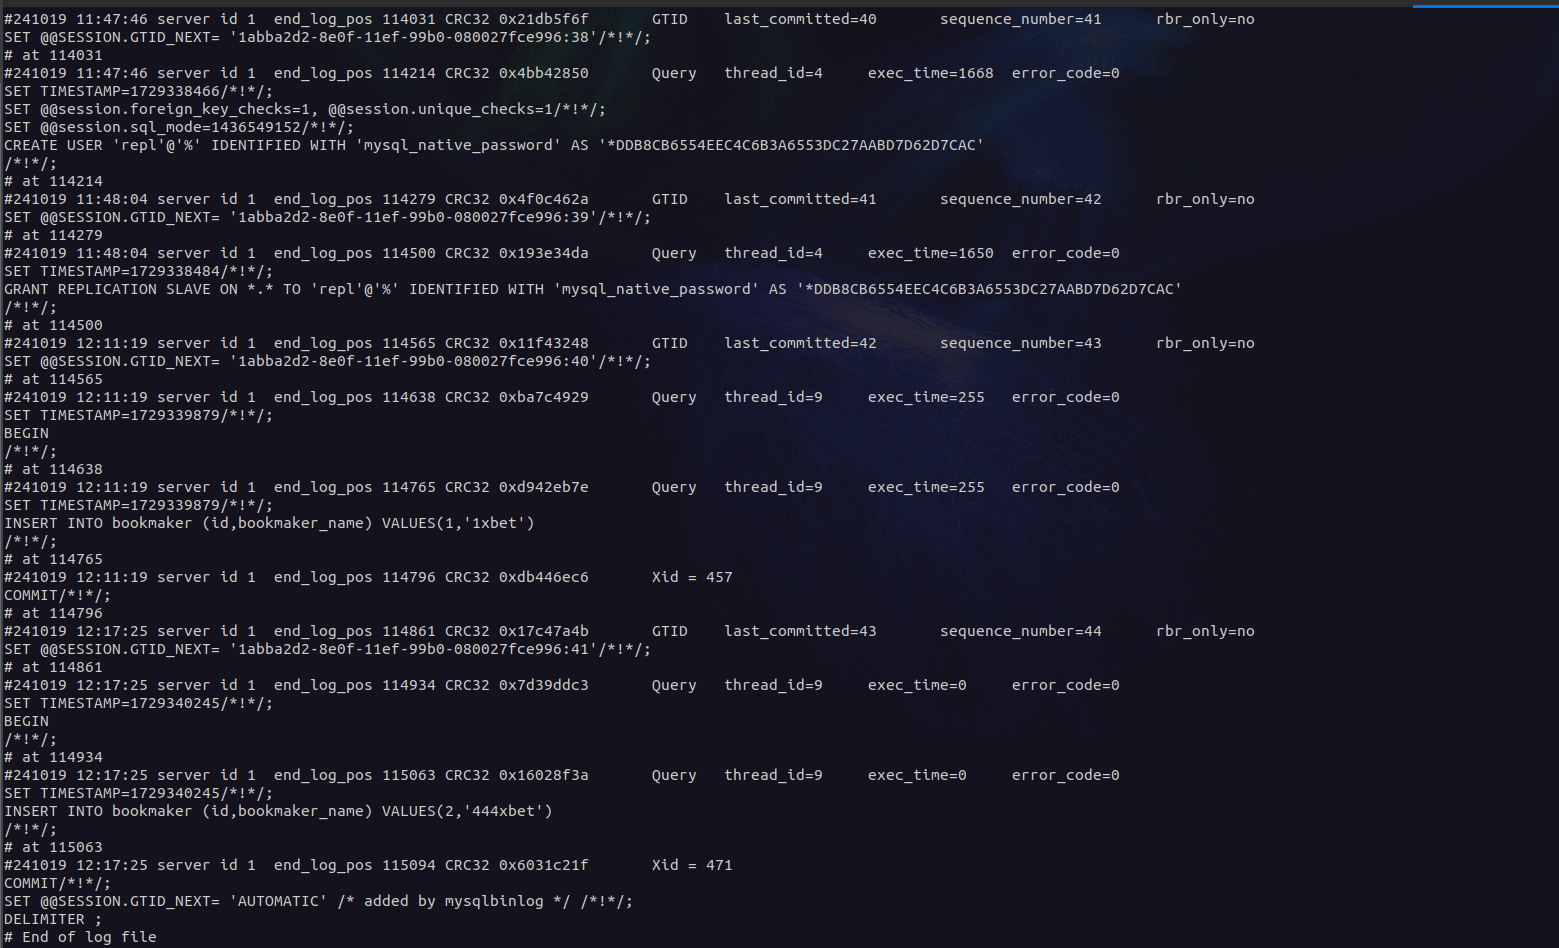 #241019 11:47:46 server id 1  end_log_pos 114031 CRC32 0x21db5f6f       GTID    last_committed=40       sequence_number=41      rbr_only=no
SET @@SESSION.GTID_NEXT= '1abba2d2-8e0f-11ef-99b0-080027fce996:38'/*!*/;
# at 114031
#241019 11:47:46 server id 1  end_log_pos 114214 CRC32 0x4bb42850       Query   thread_id=4     exec_time=1668  error_code=0
SET TIMESTAMP=1729338466/*!*/;
SET @@session.foreign_key_checks=1, @@session.unique_checks=1/*!*/;
SET @@session.sql_mode=1436549152/*!*/;
CREATE USER 'repl'@'%' IDENTIFIED WITH 'mysql_native_password' AS '*DDB8CB6554EEC4C6B3A6553DC27AABD7D62D7CAC'
/*!*/;
# at 114214
#241019 11:48:04 server id 1  end_log_pos 114279 CRC32 0x4f0c462a       GTID    last_committed=41       sequence_number=42      rbr_only=no
SET @@SESSION.GTID_NEXT= '1abba2d2-8e0f-11ef-99b0-080027fce996:39'/*!*/;
# at 114279
#241019 11:48:04 server id 1  end_log_pos 114500 CRC32 0x193e34da       Query   thread_id=4     exec_time=1650  error_code=0
SET TIMESTAMP=1729338484/*!*/;
GRANT REPLICATION SLAVE ON *.* TO 'repl'@'%' IDENTIFIED WITH 'mysql_native_password' AS '*DDB8CB6554EEC4C6B3A6553DC27AABD7D62D7CAC'
/*!*/;
# at 114500
#241019 12:11:19 server id 1  end_log_pos 114565 CRC32 0x11f43248       GTID    last_committed=42       sequence_number=43      rbr_only=no
SET @@SESSION.GTID_NEXT= '1abba2d2-8e0f-11ef-99b0-080027fce996:40'/*!*/;
# at 114565
#241019 12:11:19 server id 1  end_log_pos 114638 CRC32 0xba7c4929       Query   thread_id=9     exec_time=255   error_code=0
SET TIMESTAMP=1729339879/*!*/;
BEGIN
/*!*/;
# at 114638
#241019 12:11:19 server id 1  end_log_pos 114765 CRC32 0xd942eb7e       Query   thread_id=9     exec_time=255   error_code=0
SET TIMESTAMP=1729339879/*!*/;
INSERT INTO bookmaker (id,bookmaker_name) VALUES(1,'1xbet')
/*!*/;
# at 114765
#241019 12:11:19 server id 1  end_log_pos 114796 CRC32 0xdb446ec6       Xid = 457
COMMIT/*!*/;
# at 114796
#241019 12:17:25 server id 1  end_log_pos 114861 CRC32 0x17c47a4b       GTID    last_committed=43       sequence_number=44      rbr_only=no
SET @@SESSION.GTID_NEXT= '1abba2d2-8e0f-11ef-99b0-080027fce996:41'/*!*/;
# at 114861
#241019 12:17:25 server id 1  end_log_pos 114934 CRC32 0x7d39ddc3       Query   thread_id=9     exec_time=0     error_code=0
SET TIMESTAMP=1729340245/*!*/;
BEGIN
/*!*/;
# at 114934
#241019 12:17:25 server id 1  end_log_pos 115063 CRC32 0x16028f3a       Query   thread_id=9     exec_time=0     error_code=0
SET TIMESTAMP=1729340245/*!*/;
INSERT INTO bookmaker (id,bookmaker_name) VALUES(2,'444xbet')
/*!*/;
# at 115063
#241019 12:17:25 server id 1  end_log_pos 115094 CRC32 0x6031c21f       Xid = 471
COMMIT/*!*/;
SET @@SESSION.GTID_NEXT= 'AUTOMATIC' /* added by mysqlbinlog */ /*!*/;
DELIMITER ;
# End of log file